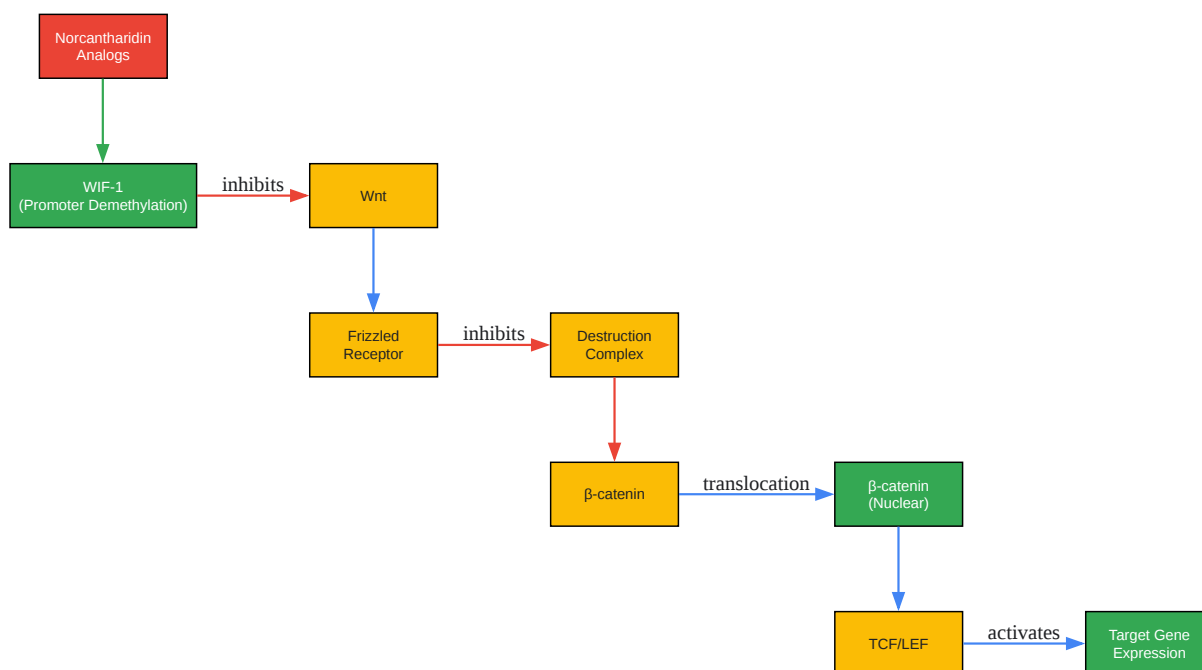 Norcantharidin
Analogs
WIF-1
(Promoter Demethylation)
inhibits
Wnt
Frizzled
Receptor
inhibits
Destruction
Complex
β-catenin
translocation
β-catenin
(Nuclear)
TCF/LEF
activates
Target Gene
Expression